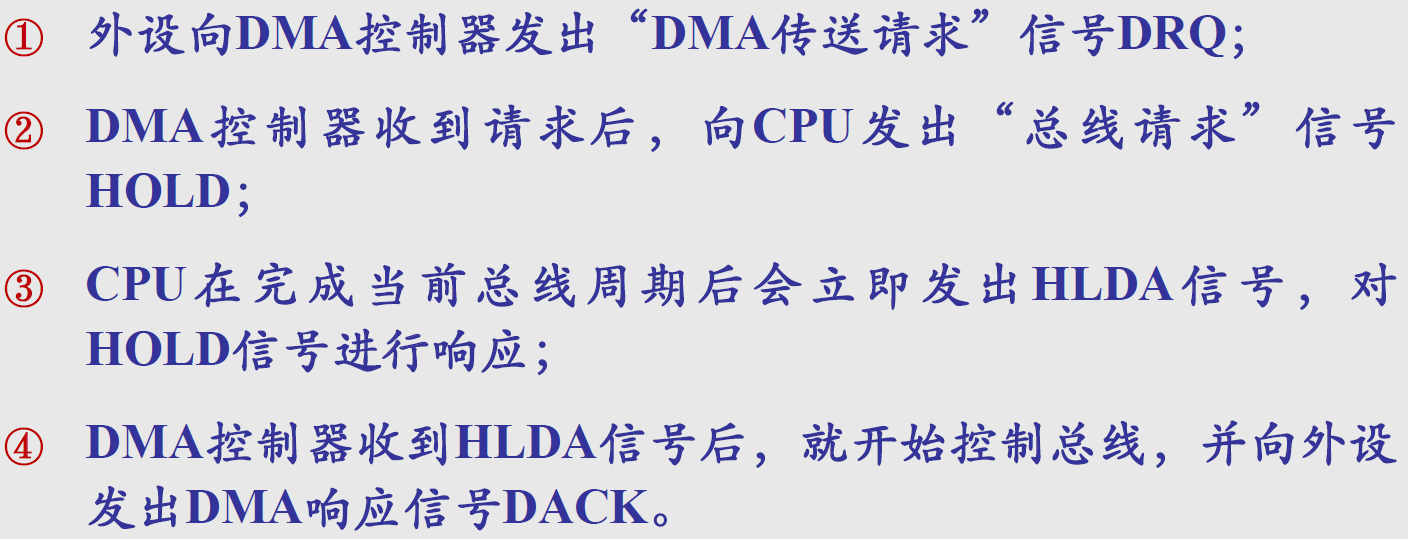 ① 外设向DMA控制器发出“DMA传送请求”信号DRQ；
② DMA控制器收到请求后，向CPU发出“总线请求”信号
HOLD；
③ CPU在完成当前总线周期后会立即发出HLDA信号，对
HOLD信号进行响应；
④ DMA控制器收到HLDA信号后，就开始控制总线，并向外设
发出DMA响应信号DACK。